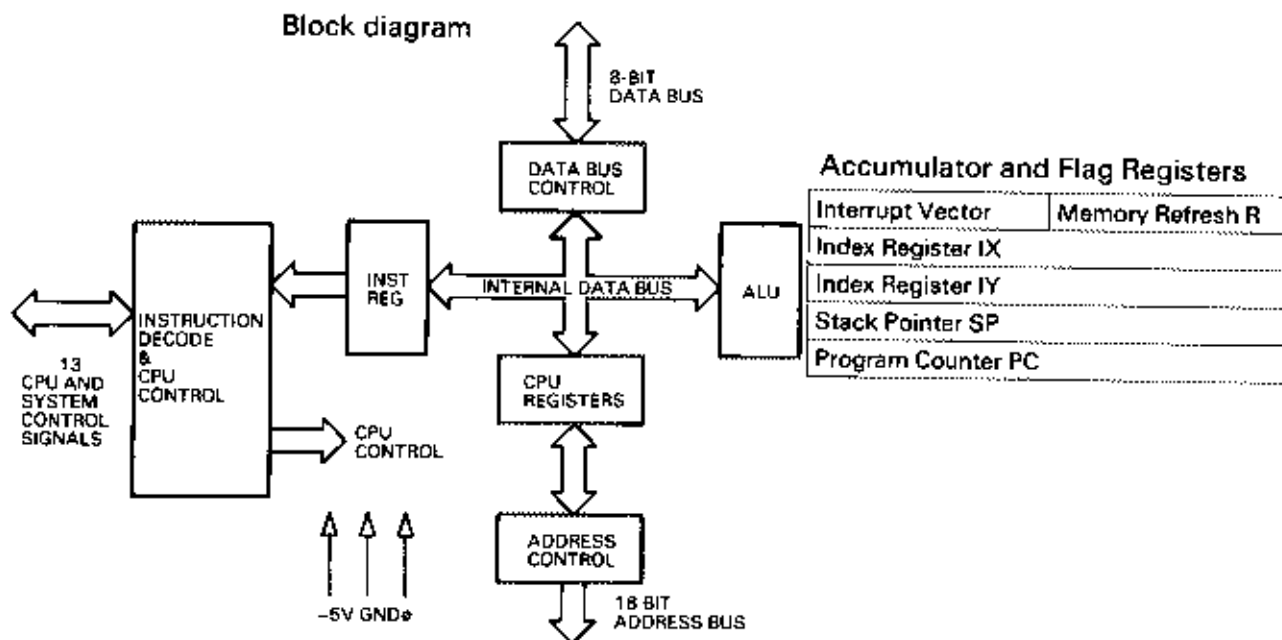 Block diagram
8-BIT
DATA BUS
DATA BUS
CONTROL
Accumulator and Flag Registers
Interrupt Vector
Memory Refresh R
Index Register IX
Index Register IY
Stack Pointer SP
Program Counter PC
INST
REG
INTERNAL DATA BUS
ALU
INSTRUCTION
DECODE
&
CPU
CONTROL
13
CPU AND
SYSTEM
CONTROL
SIGNALS
CPU
REGISTERS
CPU
CONTROL
ADDRESS
CONTROL
–5V GND ø
16 BIT
ADDRESS BUS